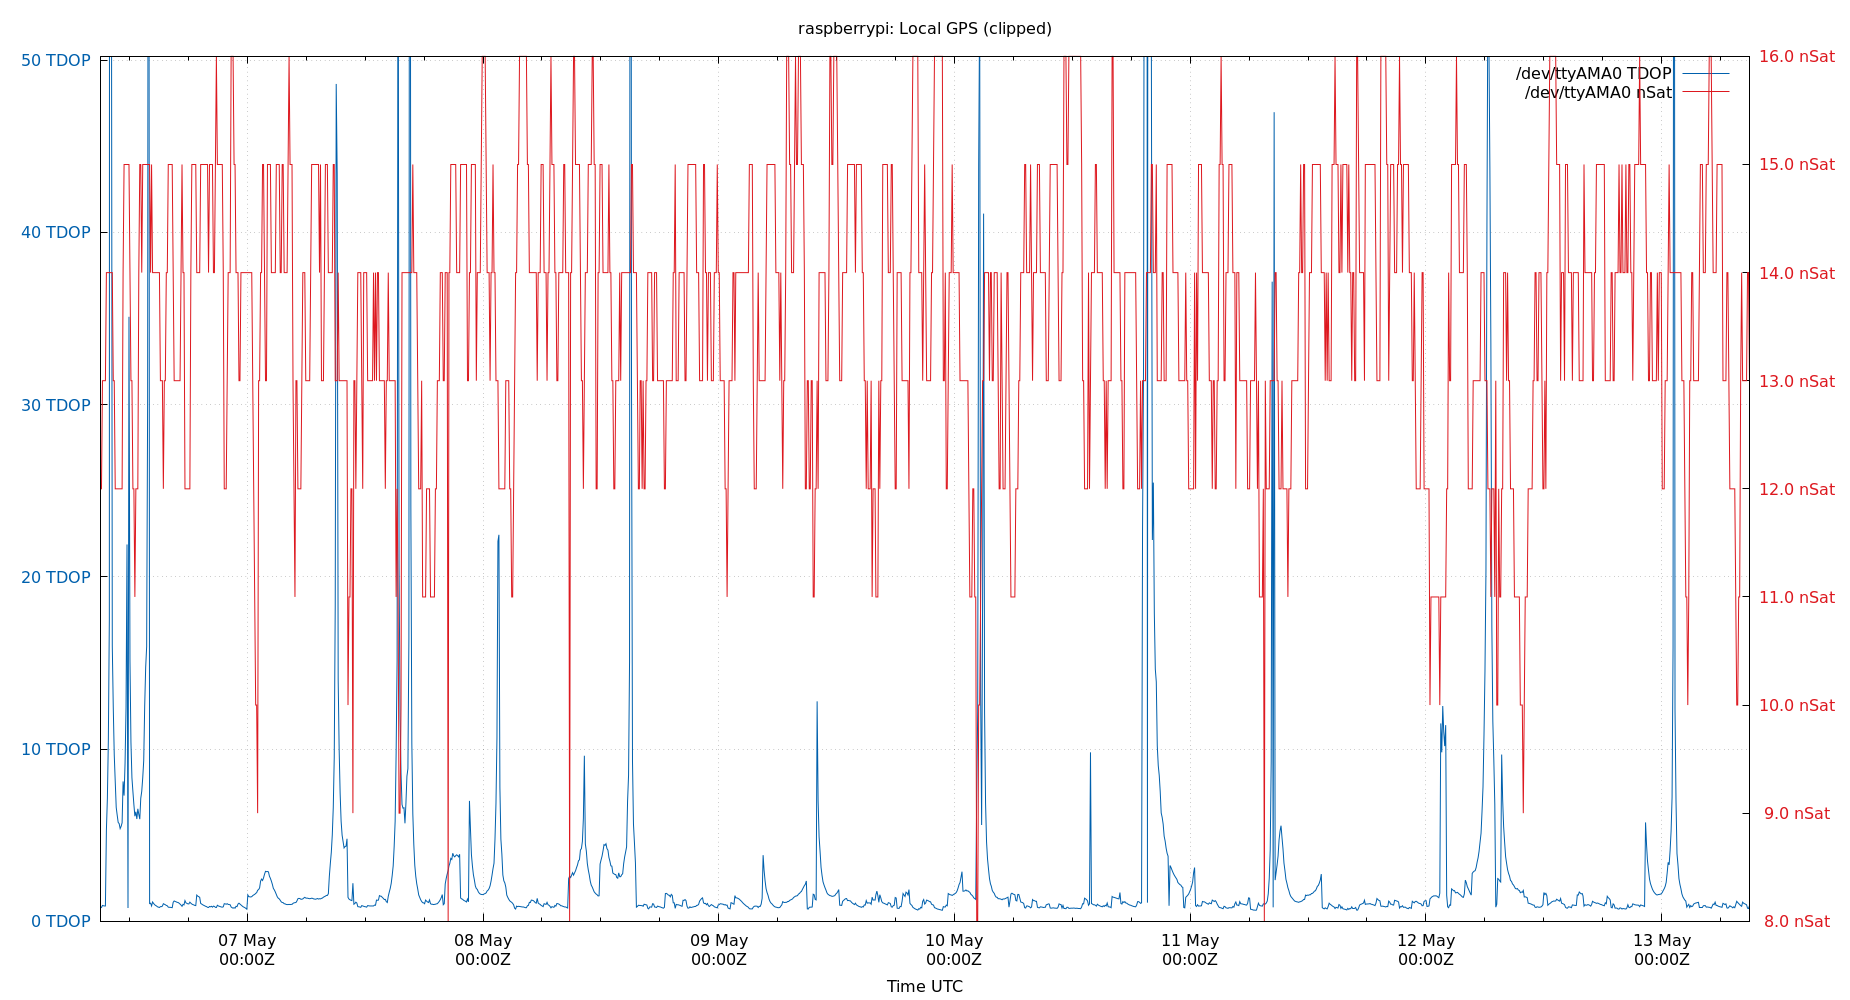 raspberrypi: Local GPS (clipped)
50 TDOP
40 TDOP
30 TDOP
20 TDOP
10 TDOP
0 TDOP
/dev/ttyAMA0 TDOP
/dev/ttyAMA0 nSat
16.0 nSat
15.0 nSat
14.0 nSat
13.0 nSat
12.0 nSat
11.0 nSat
10.0 nSat
9.0 nSat
8.0 nSat
07 May 08 May 09 May 10 May 11 May 12 May 13 May
00:00Z 00:00Z 00:00Z 00:00Z 00:00Z 00:00Z 00:00Z
Time UTC